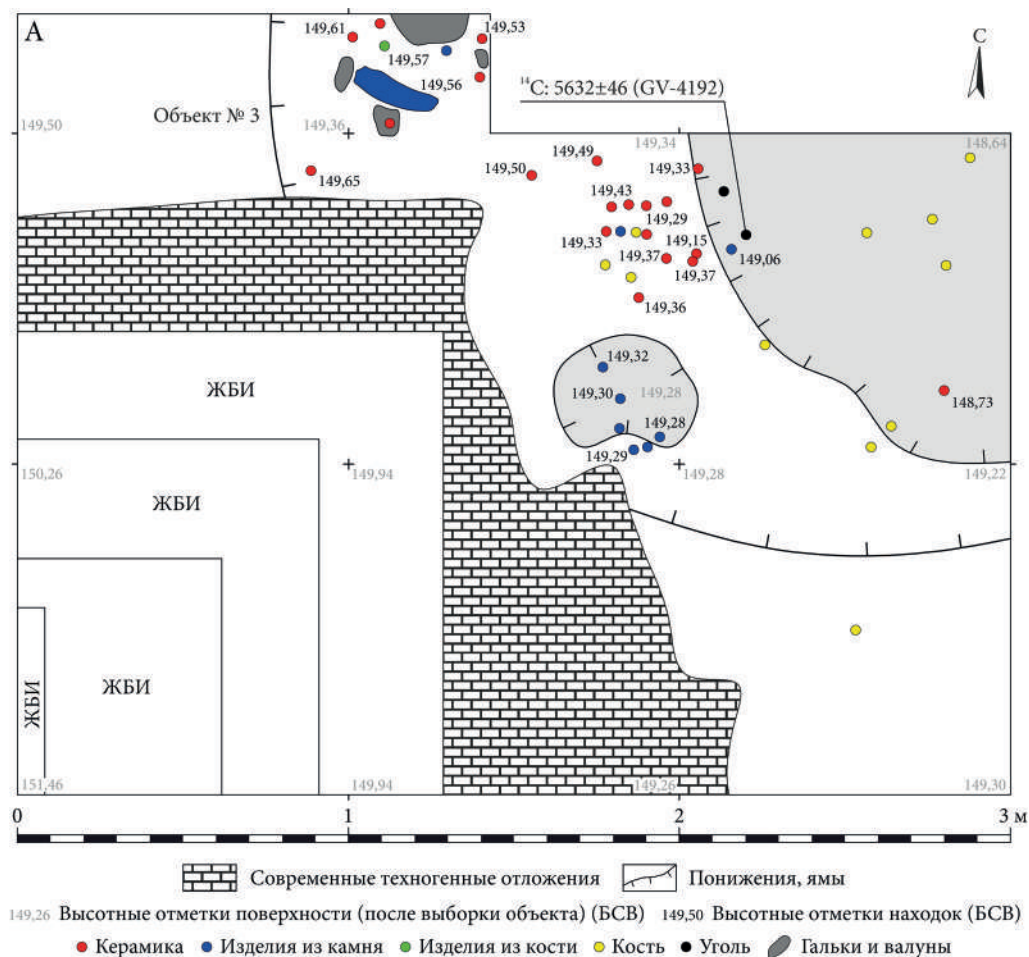 А
149,61
149,53
149,57
149,56
С
¹⁴C: 5632±46 (GV-4192)
Объект № 3
149,50
149,36
149,34
148,64
149,65
149,50
149,49
149,33
149,43
149,29
149,33
149,37
149,15
149,37
149,06
149,36
149,32
149,30
149,28
149,28
149,29
148,73
ЖБИ
150,26
149,94
149,28
149,22
ЖБИ
ЖБИ
ЖБИ
151,46
149,94
149,26
149,30
0 1 2 3 м
Современные техногенные отложения Понижения, ямы
149,26 Высотные отметки поверхности (после выборки объекта) (БСВ) 149,50 Высотные отметки находок (БСВ)
Керамика Изделия из камня Изделия из кости Кость Уголь Гальки и валуны